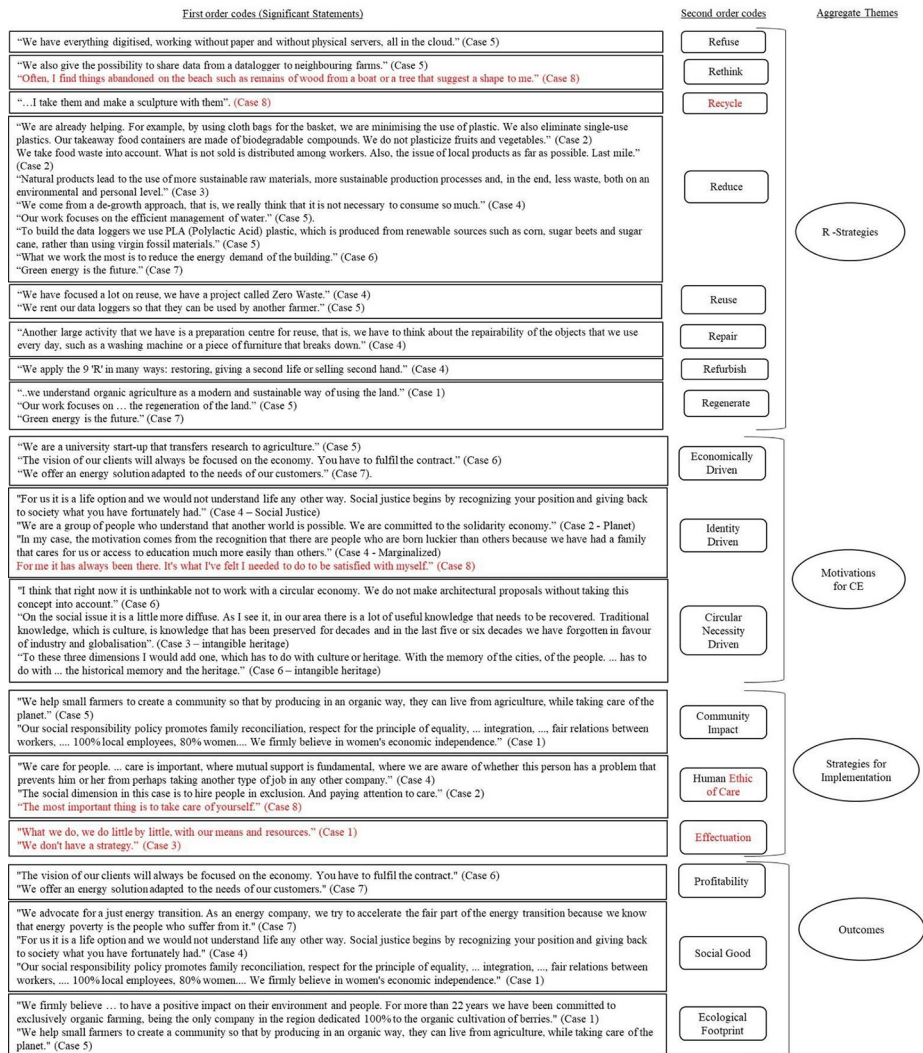 First order codes (Significant Statements)
Second order codes
Aggregate Themes
“We have everything digitised, working without paper and without physical servers, all in the cloud.” (Case 5)
Refuse
“We also give the possibility to share data from a datalogger to neighbouring farms.” (Case 5)
“Often, I find things abandoned on the beach such as remains of wood from a boat or a tree that suggest a shape to me.” (Case 8)
Rethink
“…I take them and make a sculpture with them”. (Case 8)
Recycle
“We are already helping. For example, by using cloth bags for the basket, we are minimising the use of plastic. We also eliminate single-use
plastics. Our takeaway food containers are made of biodegradable compounds. We do not plasticize fruits and vegetables.” (Case 2)
We take food waste into account. What is not sold is distributed among workers. Also, the issue of local products as far as possible. Last mile.”
(Case 2)
“Natural products lead to the use of more sustainable raw materials, more sustainable production processes and, in the end, less waste, both on an
environmental and personal level.” (Case 3)
“We come from a de-growth approach, that is, we really think that it is not necessary to consume so much.” (Case 4)
“Our work focuses on the efficient management of water.” (Case 5).
“To build the data loggers we use PLA (Polylactic Acid) plastic, which is produced from renewable sources such as corn, sugar beets and sugar
cane, rather than using virgin fossil materials.” (Case 5)
“What we work the most is to reduce the energy demand of the building.” (Case 6)
“Green energy is the future.” (Case 7)
Reduce
R -Strategies
“We have focused a lot on reuse, we have a project called Zero Waste.” (Case 4)
“We rent our data loggers so that they can be used by another farmer.” (Case 5)
Reuse
“Another large activity that we have is a preparation centre for reuse, that is, we have to think about the repairability of the objects that we use
every day, such as a washing machine or a piece of furniture that breaks down.” (Case 4)
Repair
“We apply the 9 'R' in many ways: restoring, giving a second life or selling second hand.” (Case 4)
Refurbish
“..we understand organic agriculture as a modern and sustainable way of using the land.” (Case 1)
“Our work focuses on … the regeneration of the land.” (Case 5)
“Green energy is the future.” (Case 7)
Regenerate
“We are a university start-up that transfers research to agriculture.” (Case 5)
“The vision of our clients will always be focused on the economy. You have to fulfil the contract.” (Case 6)
“We offer an energy solution adapted to the needs of our customers.” (Case 7).
Economically
Driven
"For us it is a life option and we would not understand life any other way. Social justice begins by recognizing your position and giving back
to society what you have fortunately had.” (Case 4 – Social Justice)
"We are a group of people who understand that another world is possible. We are committed to the solidarity economy.” (Case 2 - Planet)
"In my case, the motivation comes from the recognition that there are people who are born luckier than others because we have had a family
that cares for us or access to education much more easily than others.” (Case 4 - Marginalized)
For me it has always been there. It's what I've felt I needed to do to be satisfied with myself.” (Case 8)
Identity
Driven
Motivations
for CE
"I think that right now it is unthinkable not to work with a circular economy. We do not make architectural proposals without taking this
concept into account.” (Case 6)
“On the social issue it is a little more diffuse. As I see it, in our area there is a lot of useful knowledge that needs to be recovered. Traditional
knowledge, which is culture, is knowledge that has been preserved for decades and in the last five or six decades we have forgotten in favour
of industry and globalisation”. (Case 3 – intangible heritage)
“To these three dimensions I would add one, which has to do with culture or heritage. With the memory of the cities, of the people. ... has to
do with ... the historical memory and the heritage.” (Case 6 – intangible heritage)
Circular
Necessity
Driven
"We help small farmers to create a community so that by producing in an organic way, they can live from agriculture, while taking care of the
planet.” (Case 5)
"Our social responsibility policy promotes family reconciliation, respect for the principle of equality, ... integration, ..., fair relations between
workers, .... 100% local employees, 80% women.... We firmly believe in women's economic independence.” (Case 1)
Community
Impact
"We care for people. ... care is important, where mutual support is fundamental, where we are aware of whether this person has a problem that
prevents him or her from perhaps taking another type of job in any other company.” (Case 4)
"The social dimension in this case is to hire people in exclusion. And paying attention to care.” (Case 2)
“The most important thing is to take care of yourself.” (Case 8)
Human Ethic
of Care
Strategies for
Implementation
"What we do, we do little by little, with our means and resources.” (Case 1)
"We don't have a strategy.” (Case 3)
Effectuation
"The vision of our clients will always be focused on the economy. You have to fulfil the contract." (Case 6)
"We offer an energy solution adapted to the needs of our customers." (Case 7)
Profitability
"We advocate for a just energy transition. As an energy company, we try to accelerate the fair part of the energy transition because we know
that energy poverty is the people who suffer from it." (Case 7)
"For us it is a life option and we would not understand life any other way. Social justice begins by recognizing your position and giving back
to society what you have fortunately had." (Case 4)
"Our social responsibility policy promotes family reconciliation, respect for the principle of equality, ... integration, ..., fair relations between
workers, .... 100% local employees, 80% women.... We firmly believe in women's economic independence." (Case 1)
Social Good
Outcomes
"We firmly believe … to have a positive impact on their environment and people. For more than 22 years we have been committed to
exclusively organic farming, being the only company in the region dedicated 100% to the organic cultivation of berries." (Case 1)
"We help small farmers to create a community so that by producing in an organic way, they can live from agriculture, while taking care of the
planet." (Case 5)
Ecological
Footprint